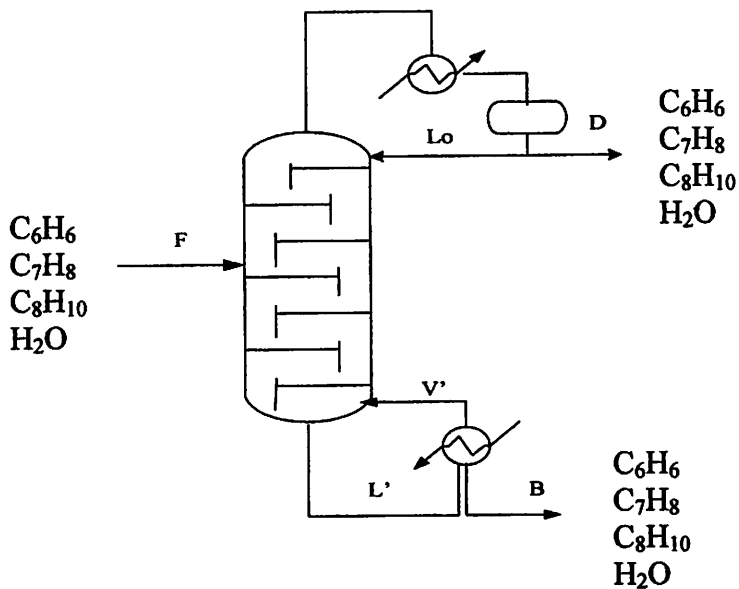 C₆H₆
C₇H₈
C₈H₁₀
H₂O
F
Lo
D
C₆H₆
C₇H₈
C₈H₁₀
H₂O
V'
L'
B
C₆H₆
C₇H₈
C₈H₁₀
H₂O